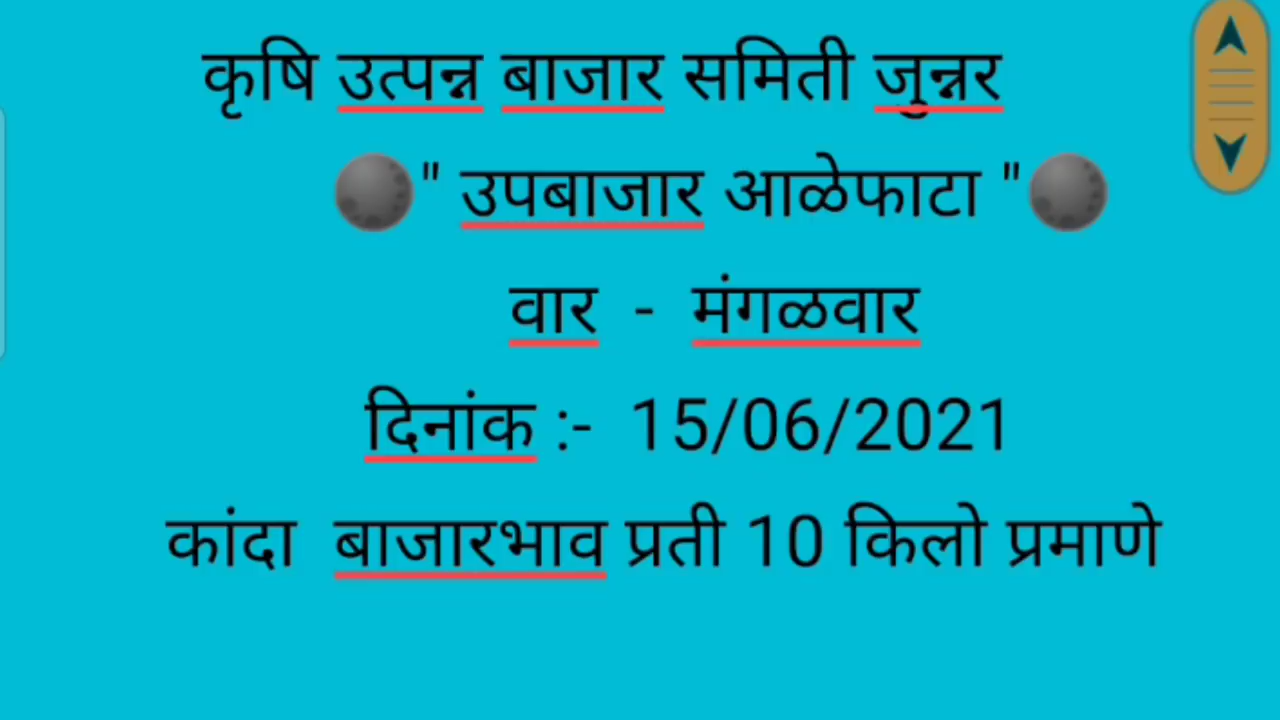 कृषि उत्पन्न बाजार समिती जुन्नर
🌑" उपबाजार आळेफाटा "🌑
वार - मंगळवार
दिनांक :- 15/06/2021
कांदा बाजारभाव प्रती 10 किलो प्रमाणे